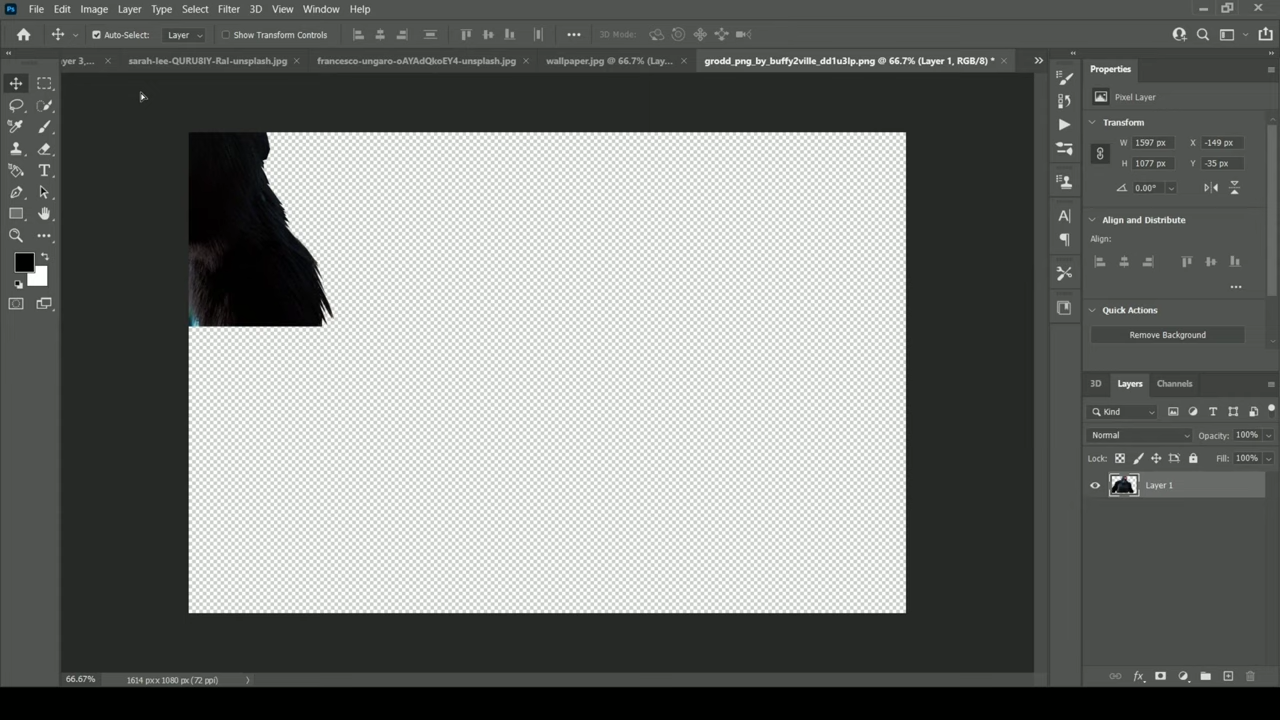 Ps File Edit Image Layer Type Select Filter 3D View Window Help
Auto-Select: Layer Show Transform Controls 3D Mode:
yer 3,... × sarah-lee-QURU8IY-RaI-unsplash.jpg × francesco-ungaro-oAYAdQkoEY4-unsplash.jpg × wallpaper.jpg @ 66.7% (Lay... × grodd_png_by_buffy2ville_dd1u3lp.png @ 66.7% (Layer 1, RGB/8) * ×
Properties
Pixel Layer
Transform
W 1597 px X -149 px
H 1077 px Y -35 px
0.00°
Align and Distribute
Align:
Quick Actions
Remove Background
3D Layers Channels
Kind
Normal Opacity: 100%
Lock: Fill: 100%
Layer 1
66.67% 1614 px x 1080 px (72 ppi)